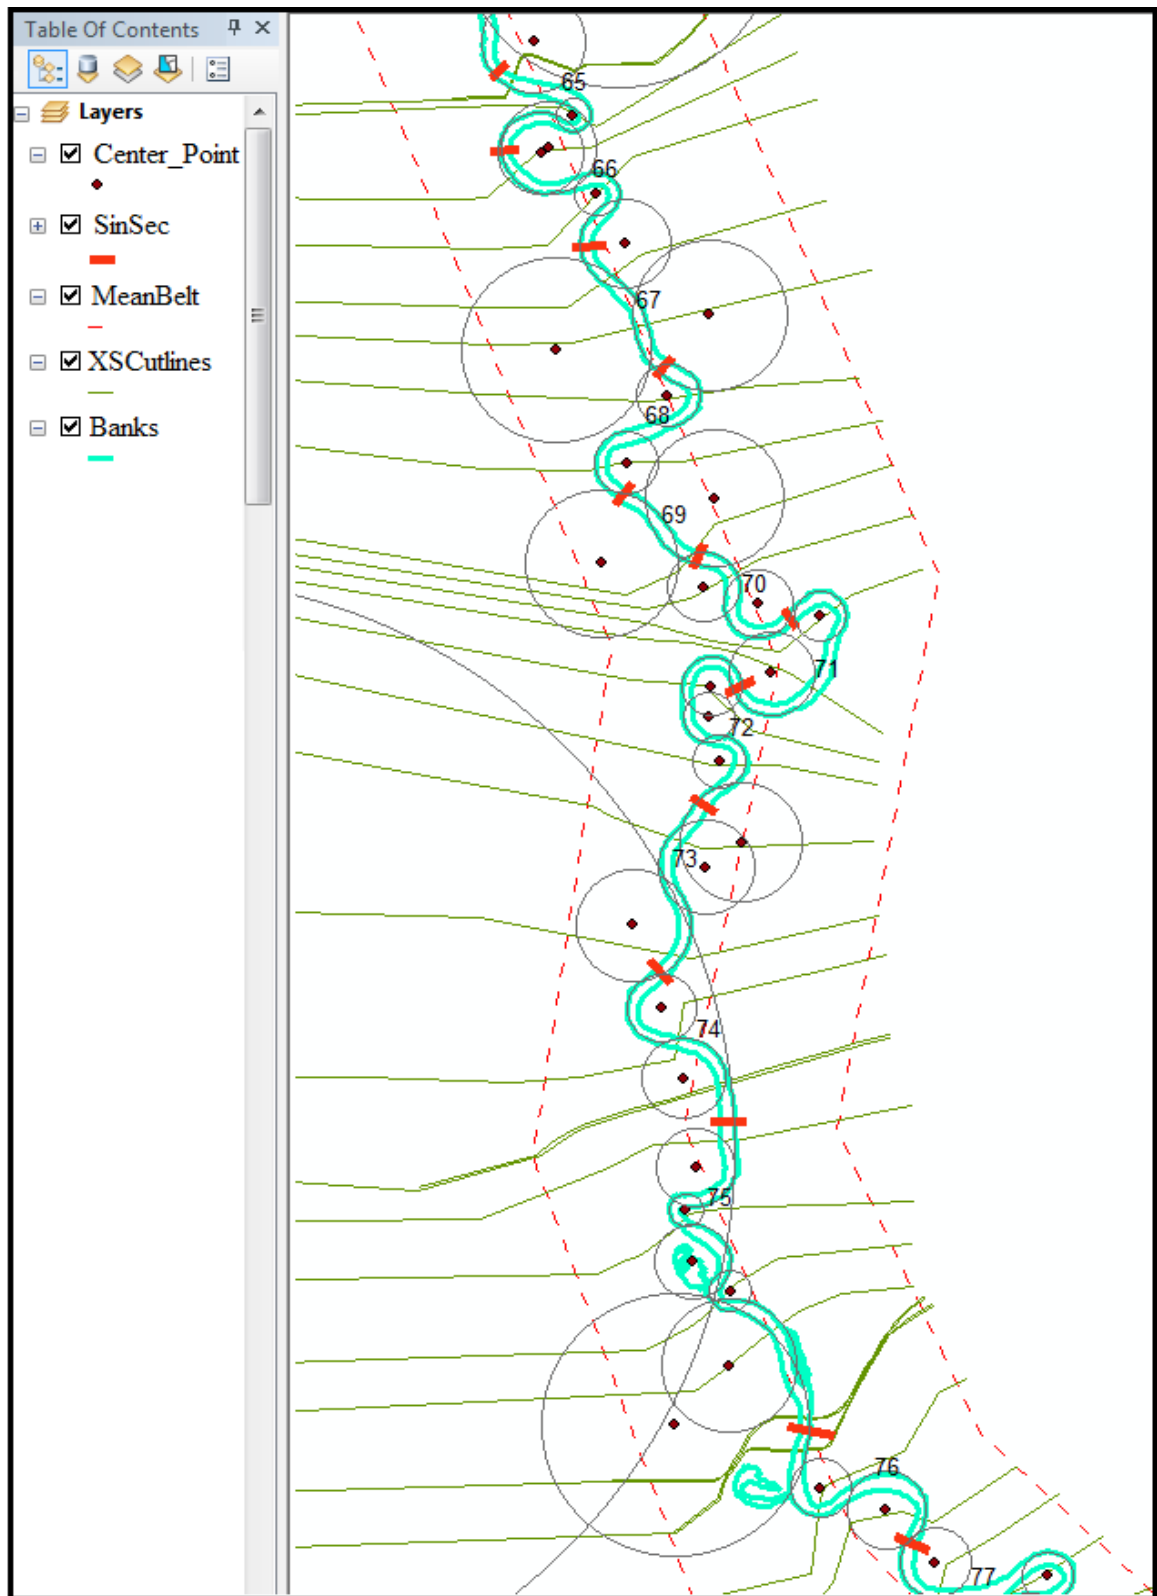 Table Of Contents
Layers
Center_Point
SinSec
MeanBelt
XSCutlines
Banks
65
66
67
68
69
70
71
72
73
74
75
76
77